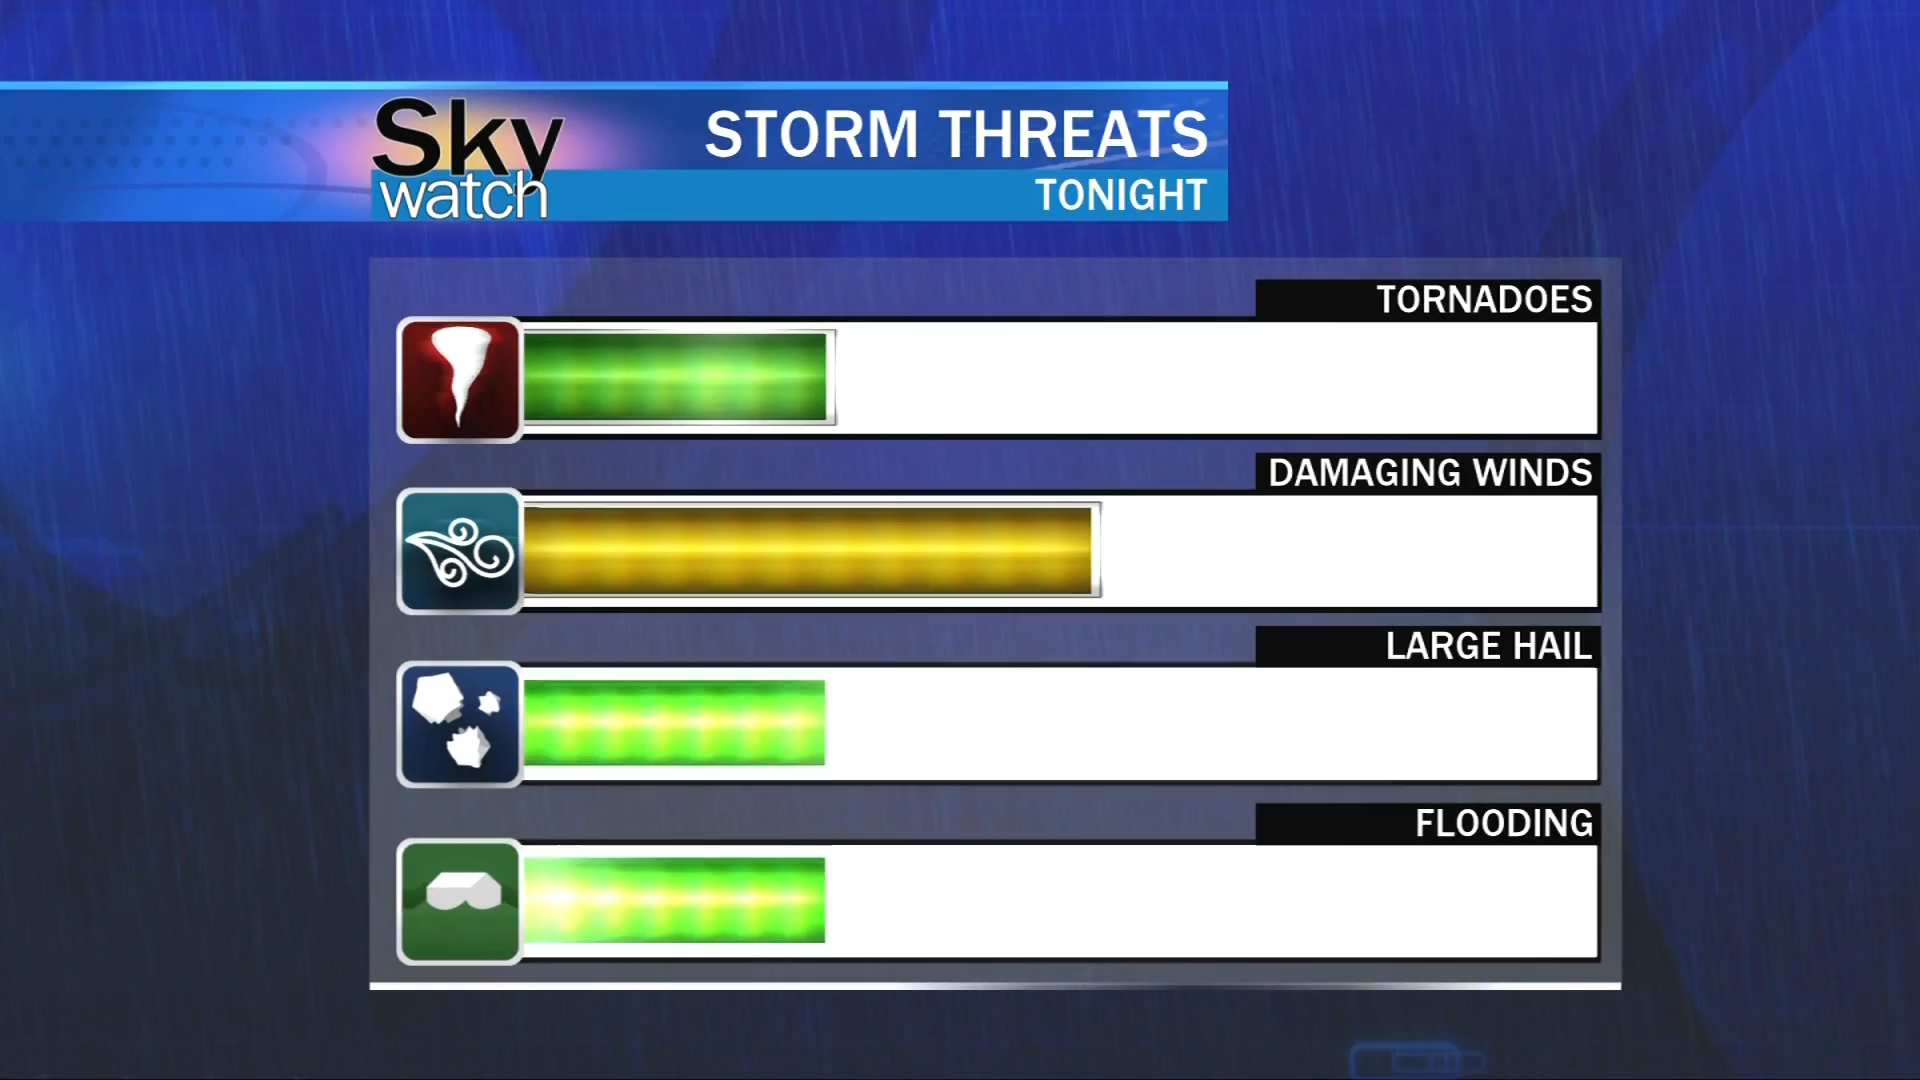 Sky
watch
STORM THREATS
TONIGHT
TORNADOES
DAMAGING WINDS
LARGE HAIL
FLOODING